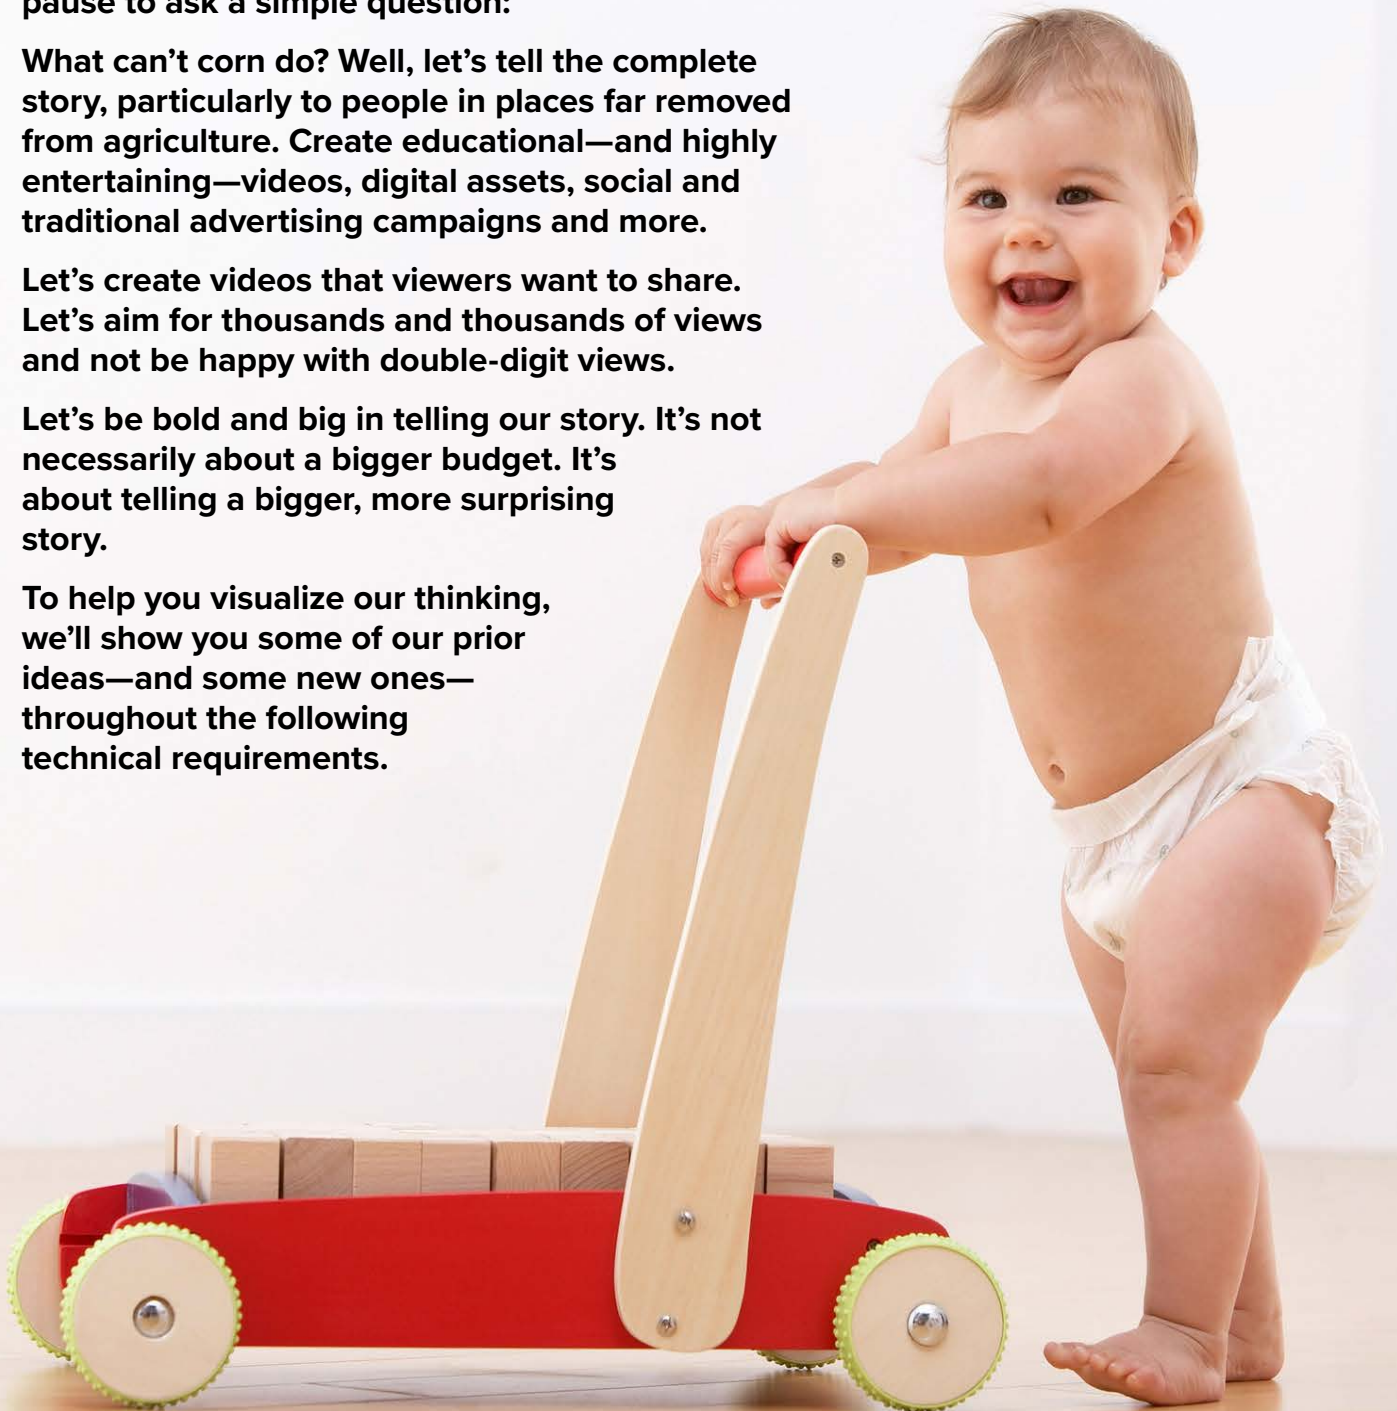 pause to ask a simple question:
What can’t corn do? Well, let’s tell the complete
story, particularly to people in places far removed
from agriculture. Create educational—and highly
entertaining—videos, digital assets, social and
traditional advertising campaigns and more.
Let’s create videos that viewers want to share.
Let’s aim for thousands and thousands of views
and not be happy with double-digit views.
Let’s be bold and big in telling our story. It’s not
necessarily about a bigger budget. It’s
about telling a bigger, more surprising
story.
To help you visualize our thinking,
we’ll show you some of our prior
ideas—and some new ones—
throughout the following
technical requirements.